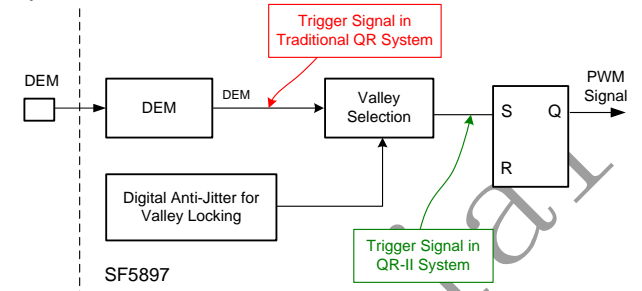 Trigger Signal in
Traditional QR System
DEM
DEM
DEM
Valley
Selection
S
Q
R
PWM
Signal
Digital Anti-Jitter for
Valley Locking
Trigger Signal in
QR-II System
SF5897